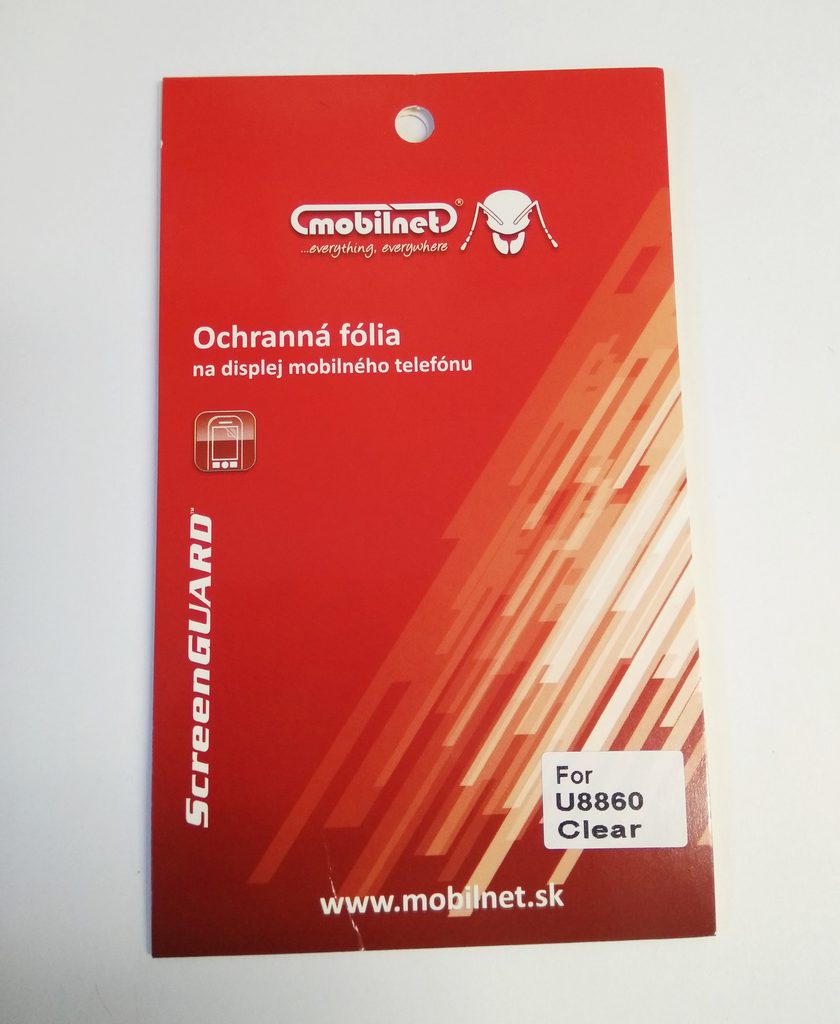 mobilnet®
...everything, everywhere
Ochranná fólia
na displej mobilného telefónu
ScreenGUARD™
For
U8860
Clear
www.mobilnet.sk